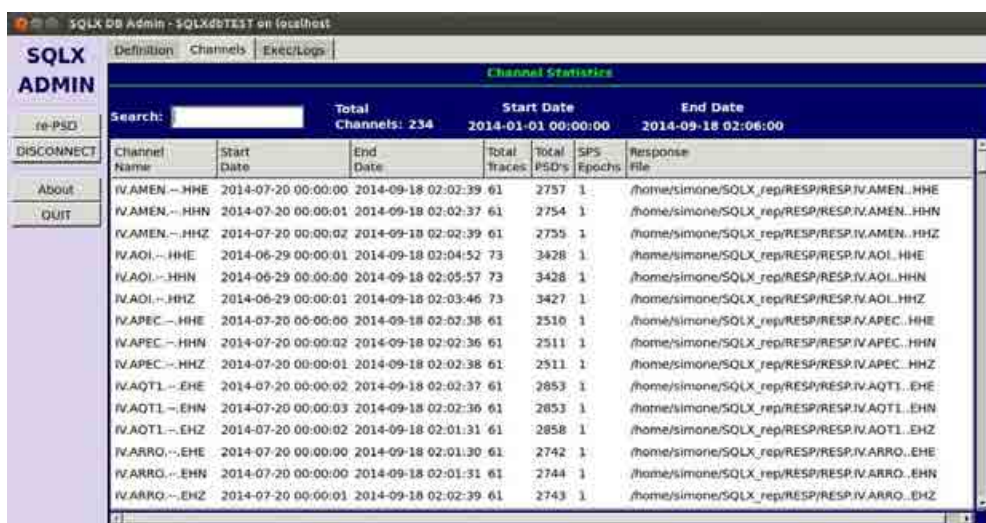 SQLX DB Admin - SQLXdbTEST on localhost
SQLX ADMIN
re-PSD
DISCONNECT
About
QUIT
Definition Channels Exec/Logs
Channel Statistics
Search: Total Channels: 234 Start Date 2014-01-01 00:00:00 End Date 2014-09-18 02:06:00
Channel Name Start Date End Date Total Traces Total PSD's SPS Epochs Response File
IV.AMEN.--.HHE 2014-07-20 00:00:00 2014-09-18 02:02:39 61 2757 1 /home/simone/SQLX_rep/RESP/RESP.IV.AMEN..HHE
IV.AMEN.--.HHN 2014-07-20 00:00:01 2014-09-18 02:02:37 61 2754 1 /home/simone/SQLX_rep/RESP/RESP.IV.AMEN..HHN
IV.AMEN.--.HHZ 2014-07-20 00:00:02 2014-09-18 02:02:39 61 2755 1 /home/simone/SQLX_rep/RESP/RESP.IV.AMEN..HHZ
IV.AOI.--.HHE 2014-06-29 00:00:01 2014-09-18 02:04:52 73 3428 1 /home/simone/SQLX_rep/RESP/RESP.IV.AOI..HHE
IV.AOI.--.HHN 2014-06-29 00:00:00 2014-09-18 02:05:57 73 3428 1 /home/simone/SQLX_rep/RESP/RESP.IV.AOI..HHN
IV.AOI.--.HHZ 2014-06-29 00:00:01 2014-09-18 02:03:46 73 3427 1 /home/simone/SQLX_rep/RESP/RESP.IV.AOI..HHZ
IV.APEC.--.HHE 2014-07-20 00:00:00 2014-09-18 02:02:38 61 2510 1 /home/simone/SQLX_rep/RESP/RESP.IV.APEC..HHE
IV.APEC.--.HHN 2014-07-20 00:00:02 2014-09-18 02:02:36 61 2511 1 /home/simone/SQLX_rep/RESP/RESP.IV.APEC..HHN
IV.APEC.--.HHZ 2014-07-20 00:00:01 2014-09-18 02:02:38 61 2511 1 /home/simone/SQLX_rep/RESP/RESP.IV.APEC..HHZ
IV.AQT1.--.EHE 2014-07-20 00:00:02 2014-09-18 02:02:37 61 2853 1 /home/simone/SQLX_rep/RESP/RESP.IV.AQT1..EHE
IV.AQT1.--.EHN 2014-07-20 00:00:03 2014-09-18 02:02:36 61 2853 1 /home/simone/SQLX_rep/RESP/RESP.IV.AQT1..EHN
IV.AQT1.--.EHZ 2014-07-20 00:00:02 2014-09-18 02:01:31 61 2858 1 /home/simone/SQLX_rep/RESP/RESP.IV.AQT1..EHZ
IV.ARRO.--.EHE 2014-07-20 00:00:00 2014-09-18 02:01:30 61 2742 1 /home/simone/SQLX_rep/RESP/RESP.IV.ARRO..EHE
IV.ARRO.--.EHN 2014-07-20 00:00:01 2014-09-18 02:01:31 61 2744 1 /home/simone/SQLX_rep/RESP/RESP.IV.ARRO..EHN
IV.ARRO.--.EHZ 2014-07-20 00:00:01 2014-09-18 02:02:39 61 2743 1 /home/simone/SQLX_rep/RESP/RESP.IV.ARRO..EHZ